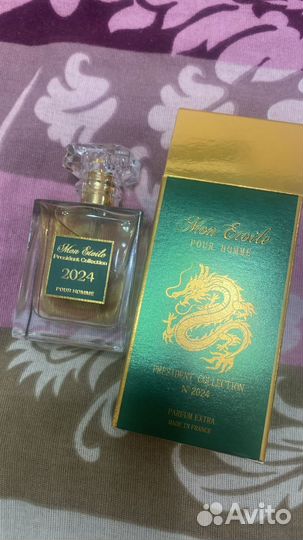 Mon Etoile
President Collection
2024
POUR HOMME
Mon Etoile
POUR HOMME
PRESIDENT COLLECTION
N° 2024
PARFUM EXTRA
MADE IN FRANCE
Avito